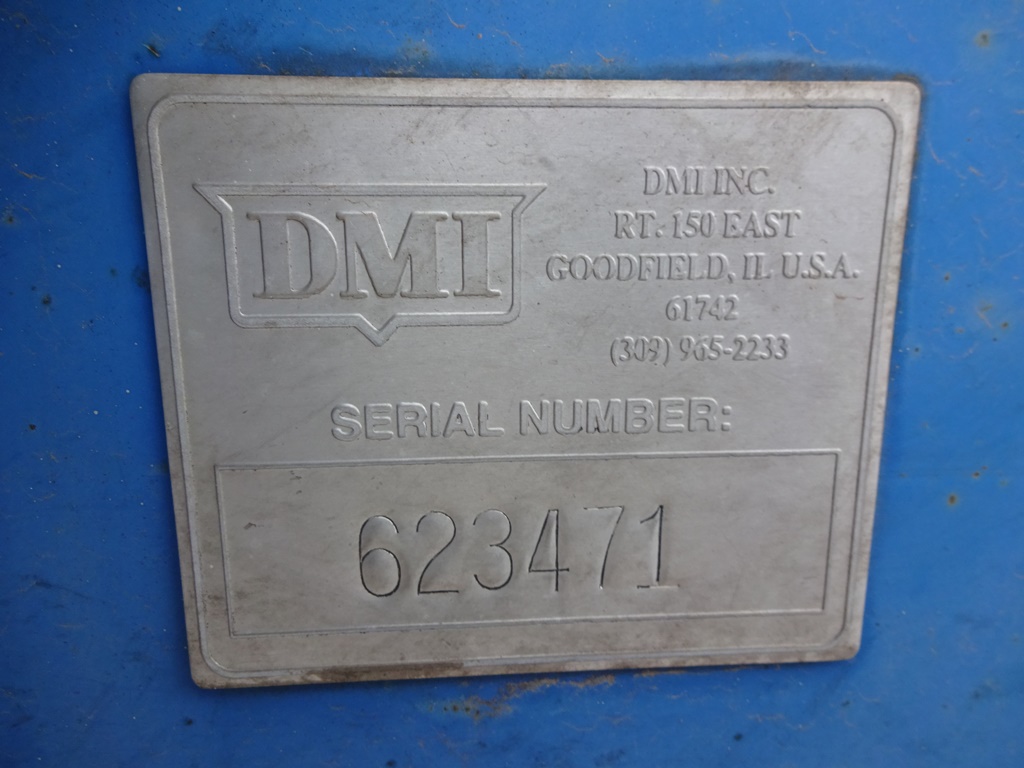 DMI
DMI INC.
RT. 150 EAST
GOODFIELD, IL U.S.A.
61742
(309) 965-2233
SERIAL NUMBER:
623471